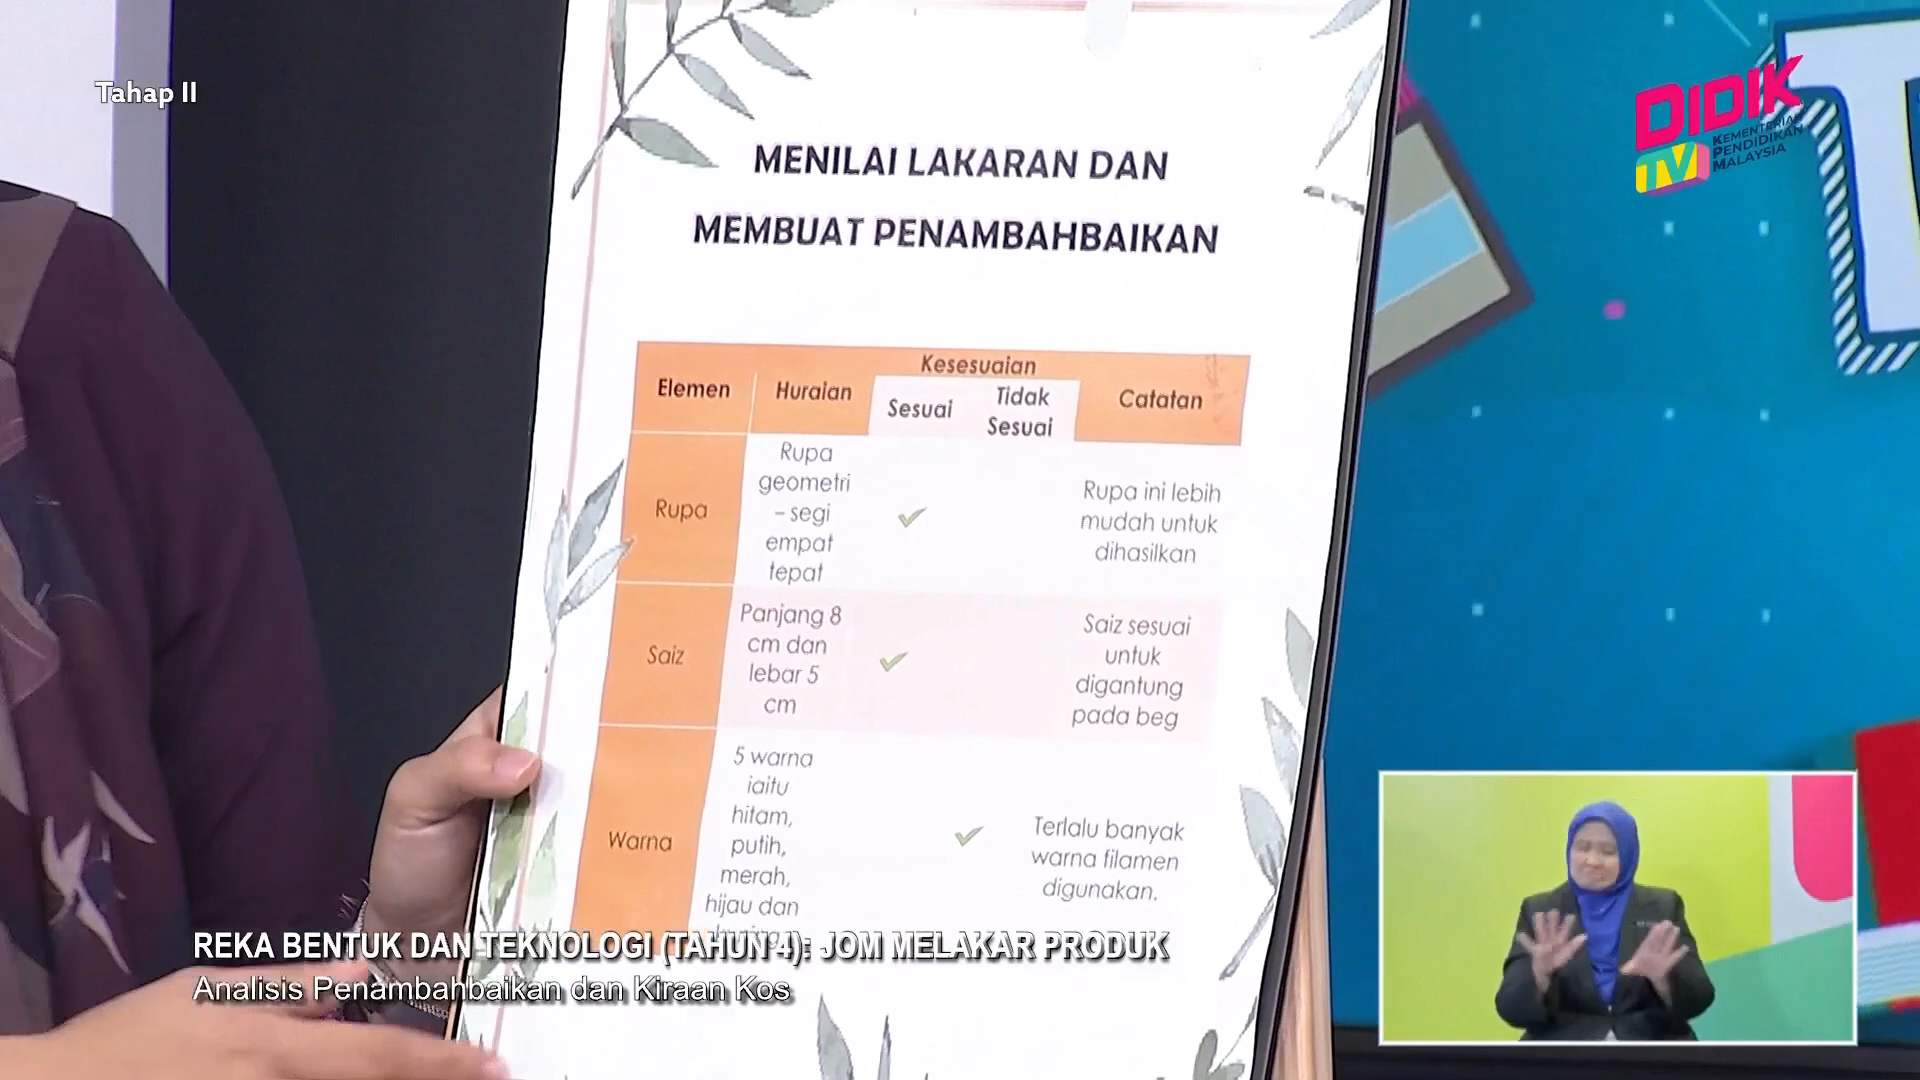 Tahap II
DIDIK
TV
KEMENTERIAN
PENDIDIKAN
MALAYSIA
MENILAI LAKARAN DAN
MEMBUAT PENAMBAHBAIKAN
Elemen
Huraian
Kesesuaian
Sesuai
Tidak
Sesuai
Catatan
Rupa
Rupa
geometri
– segi
empat
tepat
Rupa ini lebih
mudah untuk
dihasilkan
Saiz
Panjang 8
cm dan
lebar 5
cm
Saiz sesuai
untuk
digantung
pada beg
Warna
5 warna
iaitu
hitam,
putih,
merah,
hijau dan
Terlalu banyak
warna filamen
digunakan.
REKA BENTUK DAN TEKNOLOGI (TAHUN 4): JOM MELAKAR PRODUK
Analisis Penambahbaikan dan Kiraan Kos